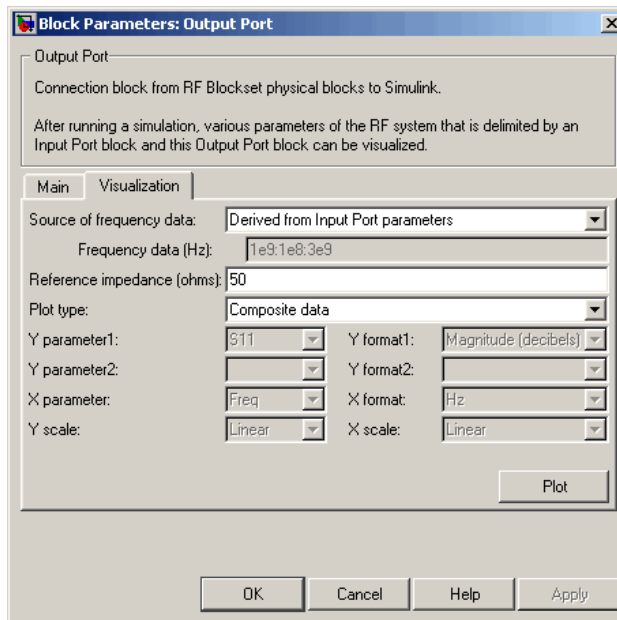 Block Parameters: Output Port
Output Port
Connection block from RF Blockset physical blocks to Simulink.
After running a simulation, various parameters of the RF system that is delimited by an
Input Port block and this Output Port block can be visualized.
Main Visualization
Source of frequency data: Derived from Input Port parameters
Frequency data (Hz): 1e9:1e8:3e9
Reference impedance (ohms): 50
Plot type: Composite data
Y parameter1: S11 Y format1: Magnitude (decibels)
Y parameter2: Y format2:
X parameter: Freq X format: Hz
Y scale: Linear X scale: Linear
Plot
OK Cancel Help Apply